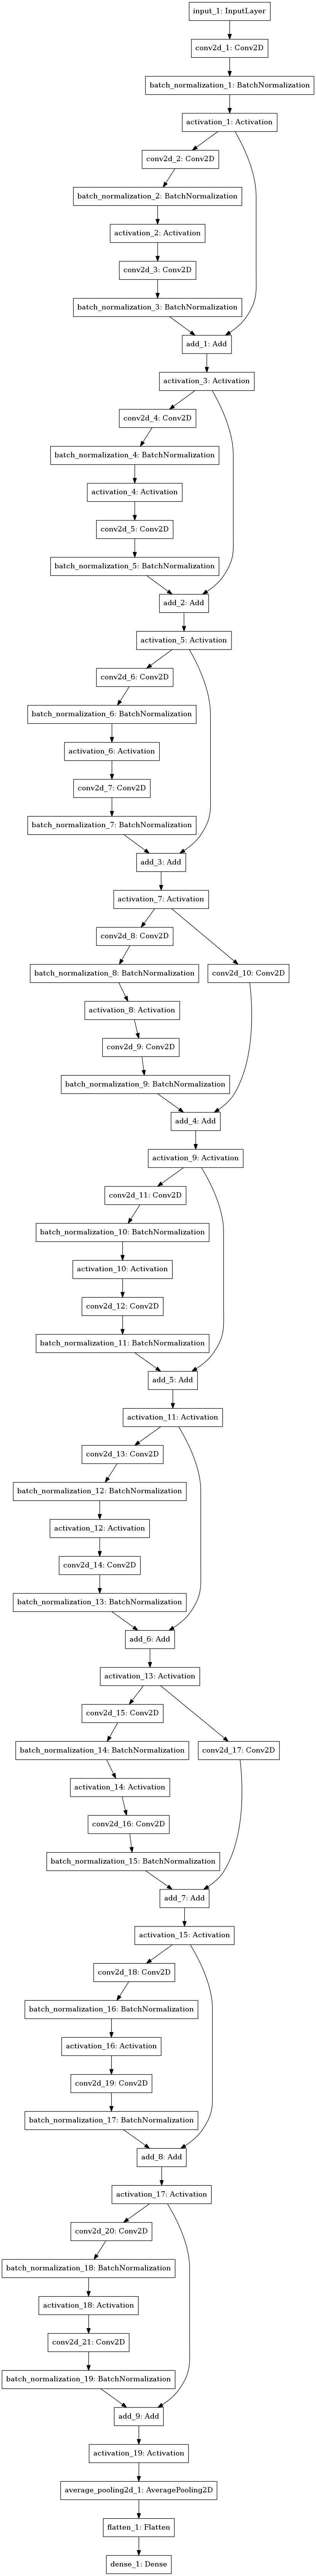 input_1: InputLayer
conv2d_1: Conv2D
batch_normalization_1: BatchNormalization
activation_1: Activation
conv2d_2: Conv2D
batch_normalization_2: BatchNormalization
activation_2: Activation
conv2d_3: Conv2D
batch_normalization_3: BatchNormalization
add_1: Add
activation_3: Activation
conv2d_4: Conv2D
batch_normalization_4: BatchNormalization
activation_4: Activation
conv2d_5: Conv2D
batch_normalization_5: BatchNormalization
add_2: Add
activation_5: Activation
conv2d_6: Conv2D
batch_normalization_6: BatchNormalization
activation_6: Activation
conv2d_7: Conv2D
batch_normalization_7: BatchNormalization
add_3: Add
activation_7: Activation
conv2d_8: Conv2D
batch_normalization_8: BatchNormalization
conv2d_10: Conv2D
activation_8: Activation
conv2d_9: Conv2D
batch_normalization_9: BatchNormalization
add_4: Add
activation_9: Activation
conv2d_11: Conv2D
batch_normalization_10: BatchNormalization
activation_10: Activation
conv2d_12: Conv2D
batch_normalization_11: BatchNormalization
add_5: Add
activation_11: Activation
conv2d_13: Conv2D
batch_normalization_12: BatchNormalization
activation_12: Activation
conv2d_14: Conv2D
batch_normalization_13: BatchNormalization
add_6: Add
activation_13: Activation
conv2d_15: Conv2D
batch_normalization_14: BatchNormalization
conv2d_17: Conv2D
activation_14: Activation
conv2d_16: Conv2D
batch_normalization_15: BatchNormalization
add_7: Add
activation_15: Activation
conv2d_18: Conv2D
batch_normalization_16: BatchNormalization
activation_16: Activation
conv2d_19: Conv2D
batch_normalization_17: BatchNormalization
add_8: Add
activation_17: Activation
conv2d_20: Conv2D
batch_normalization_18: BatchNormalization
activation_18: Activation
conv2d_21: Conv2D
batch_normalization_19: BatchNormalization
add_9: Add
activation_19: Activation
average_pooling2d_1: AveragePooling2D
flatten_1: Flatten
dense_1: Dense